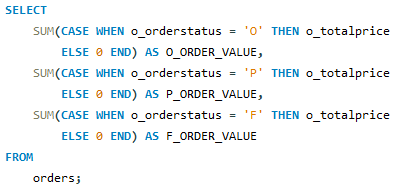 SELECT
SUM(CASE WHEN o_orderstatus = 'O' THEN o_totalprice
ELSE 0 END) AS O_ORDER_VALUE,
SUM(CASE WHEN o_orderstatus = 'P' THEN o_totalprice
ELSE 0 END) AS P_ORDER_VALUE,
SUM(CASE WHEN o_orderstatus = 'F' THEN o_totalprice
ELSE 0 END) AS F_ORDER_VALUE
FROM
orders;